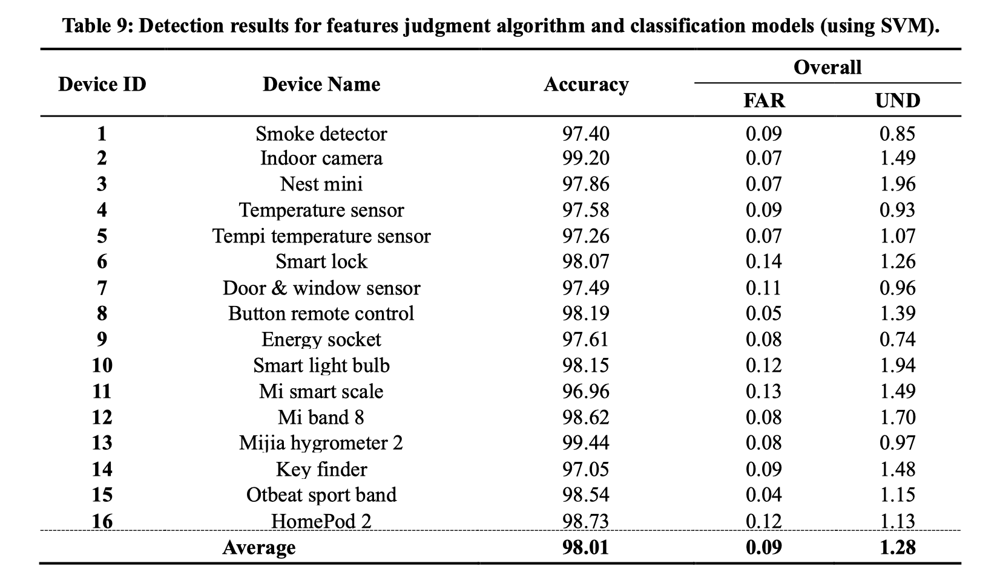 Table 9: Detection results for features judgment algorithm and classification models (using SVM).
Device ID Device Name Accuracy Overall
FAR UND
1 Smoke detector 97.40 0.09 0.85
2 Indoor camera 99.20 0.07 1.49
3 Nest mini 97.86 0.07 1.96
4 Temperature sensor 97.58 0.09 0.93
5 Tempi temperature sensor 97.26 0.07 1.07
6 Smart lock 98.07 0.14 1.26
7 Door & window sensor 97.49 0.11 0.96
8 Button remote control 98.19 0.05 1.39
9 Energy socket 97.61 0.08 0.74
10 Smart light bulb 98.15 0.12 1.94
11 Mi smart scale 96.96 0.13 1.49
12 Mi band 8 98.62 0.08 1.70
13 Mijia hygrometer 2 99.44 0.08 0.97
14 Key finder 97.05 0.09 1.48
15 Otbeat sport band 98.54 0.04 1.15
16 HomePod 2 98.73 0.12 1.13
Average 98.01 0.09 1.28